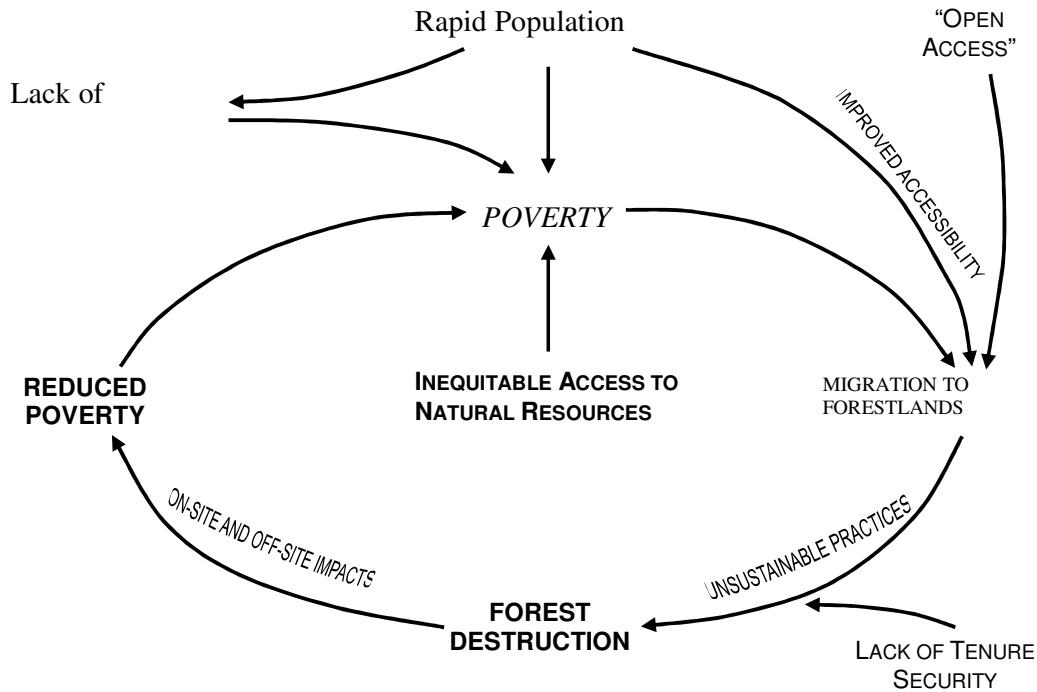 Rapid Population
“OPEN
ACCESS”
Lack of
IMPROVED ACCESSIBILITY
POVERTY
REDUCED
POVERTY
INEQUITABLE ACCESS TO
NATURAL RESOURCES
MIGRATION TO
FORESTLANDS
ON-SITE AND OFF-SITE IMPACTS
UNSUSTAINABLE PRACTICES
FOREST
DESTRUCTION
LACK OF TENURE
SECURITY